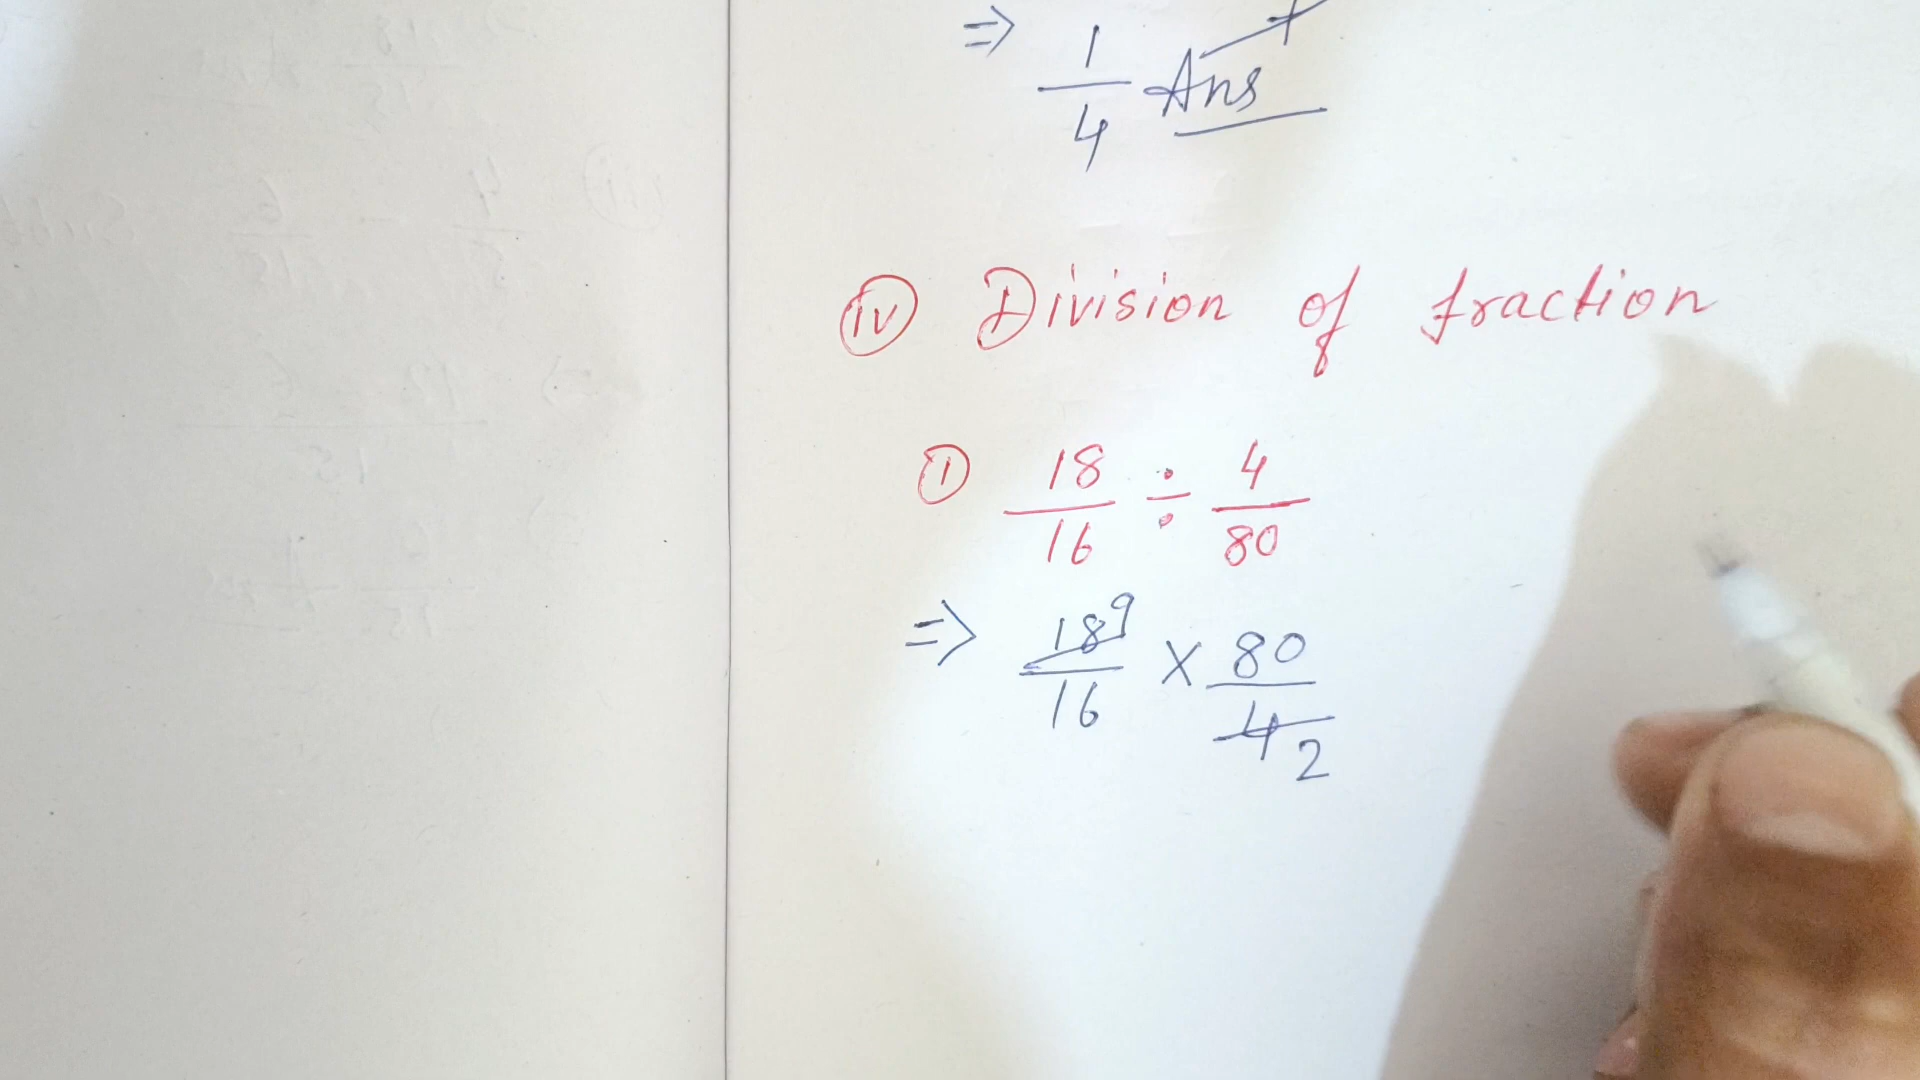 ⇒ 1/4 Ans
(iv) Division of fraction
(1) 18/16 ÷ 4/80
⇒ 18 9/16 × 80/4 2